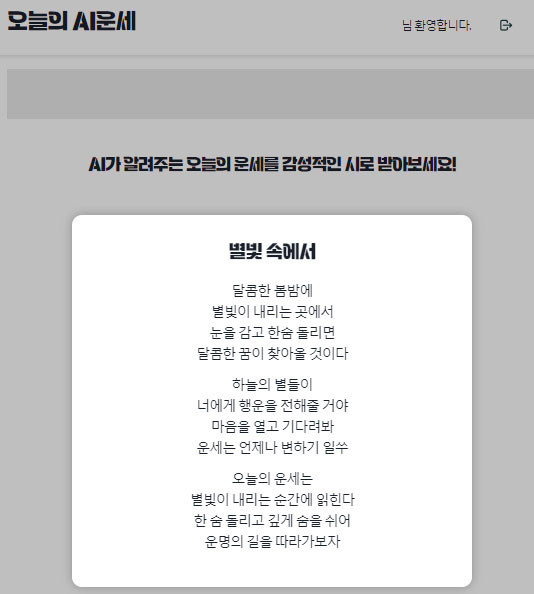 오늘의 AI운세
님 환영합니다.
AI가 알려주는 오늘의 운세를 감성적인 시로 받아보세요!
별빛 속에서
달콤한 봄밤에
별빛이 내리는 곳에서
눈을 감고 한숨 돌리면
달콤한 꿈이 찾아올 것이다
하늘의 별들이
너에게 행운을 전해줄 거야
마음을 열고 기다려봐
운세는 언제나 변하기 일쑤
오늘의 운세는
별빛이 내리는 순간에 읽힌다
한 숨 돌리고 깊게 숨을 쉬어
운명의 길을 따라가보자